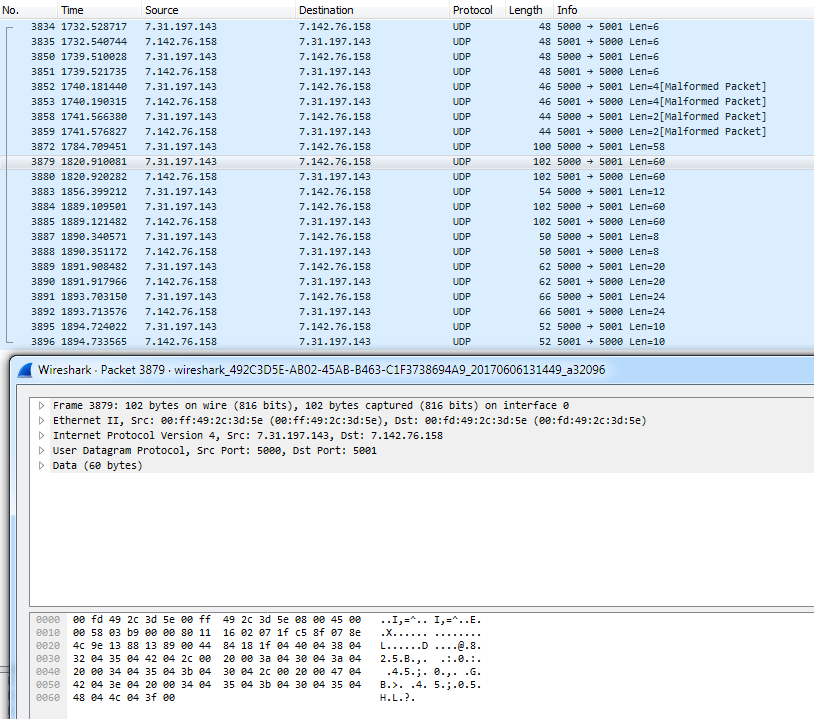 No. Time Source Destination Protocol Length Info
3834 1732.528717 7.31.197.143 7.142.76.158 UDP 48 5000 → 5001 Len=6
3835 1732.540744 7.142.76.158 7.31.197.143 UDP 48 5001 → 5000 Len=6
3850 1739.510028 7.31.197.143 7.142.76.158 UDP 48 5000 → 5001 Len=6
3851 1739.521735 7.142.76.158 7.31.197.143 UDP 48 5001 → 5000 Len=6
3852 1740.181440 7.31.197.143 7.142.76.158 UDP 46 5000 → 5001 Len=4[Malformed Packet]
3853 1740.190315 7.142.76.158 7.31.197.143 UDP 46 5001 → 5000 Len=4[Malformed Packet]
3858 1741.566380 7.31.197.143 7.142.76.158 UDP 44 5000 → 5001 Len=2[Malformed Packet]
3859 1741.576827 7.142.76.158 7.31.197.143 UDP 44 5001 → 5000 Len=2[Malformed Packet]
3872 1784.709451 7.31.197.143 7.142.76.158 UDP 100 5000 → 5001 Len=58
3879 1820.910081 7.31.197.143 7.142.76.158 UDP 102 5000 → 5001 Len=60
3880 1820.920282 7.142.76.158 7.31.197.143 UDP 102 5001 → 5000 Len=60
3883 1856.399212 7.31.197.143 7.142.76.158 UDP 54 5000 → 5001 Len=12
3884 1889.109501 7.31.197.143 7.142.76.158 UDP 102 5000 → 5001 Len=60
3885 1889.121482 7.142.76.158 7.31.197.143 UDP 102 5001 → 5000 Len=60
3887 1890.340571 7.31.197.143 7.142.76.158 UDP 50 5000 → 5001 Len=8
3888 1890.351172 7.142.76.158 7.31.197.143 UDP 50 5001 → 5000 Len=8
3889 1891.908482 7.31.197.143 7.142.76.158 UDP 62 5000 → 5001 Len=20
3890 1891.917966 7.142.76.158 7.31.197.143 UDP 62 5001 → 5000 Len=20
3891 1893.703150 7.31.197.143 7.142.76.158 UDP 66 5000 → 5001 Len=24
3892 1893.713576 7.142.76.158 7.31.197.143 UDP 66 5001 → 5000 Len=24
3895 1894.724022 7.31.197.143 7.142.76.158 UDP 52 5000 → 5001 Len=10
3896 1894.733565 7.142.76.158 7.31.197.143 UDP 52 5001 → 5000 Len=10
Wireshark · Packet 3879 · wireshark_492C3D5E-AB02-45AB-B463-C1F3738694A9_20170606131449_a32096
Frame 3879: 102 bytes on wire (816 bits), 102 bytes captured (816 bits) on interface 0
Ethernet II, Src: 00:ff:49:2c:3d:5e (00:ff:49:2c:3d:5e), Dst: 00:fd:49:2c:3d:5e (00:fd:49:2c:3d:5e)
Internet Protocol Version 4, Src: 7.31.197.143, Dst: 7.142.76.158
User Datagram Protocol, Src Port: 5000, Dst Port: 5001
Data (60 bytes)
0000 00 fd 49 2c 3d 5e 00 ff 49 2c 3d 5e 08 00 45 00 ..I,=^.. I,=^..E.
0010 00 58 03 b9 00 00 80 11 16 02 07 1f c5 8f 07 8e .X...... ........
0020 4c 9e 13 88 13 89 00 44 84 18 1f 04 40 04 38 04 L......D ....@.8.
0030 32 04 35 04 42 04 2c 00 20 00 3a 04 30 04 3a 04 2.5.B.,. .:.0.:.
0040 20 00 34 04 35 04 3b 04 30 04 2c 00 20 00 47 04 .4.5.;. 0.,. .G.
0050 42 04 3e 04 20 00 34 04 35 04 3b 04 30 04 35 04 B.>. .4. 5.;.0.5.
0060 48 04 4c 04 3f 00 H.L.?.